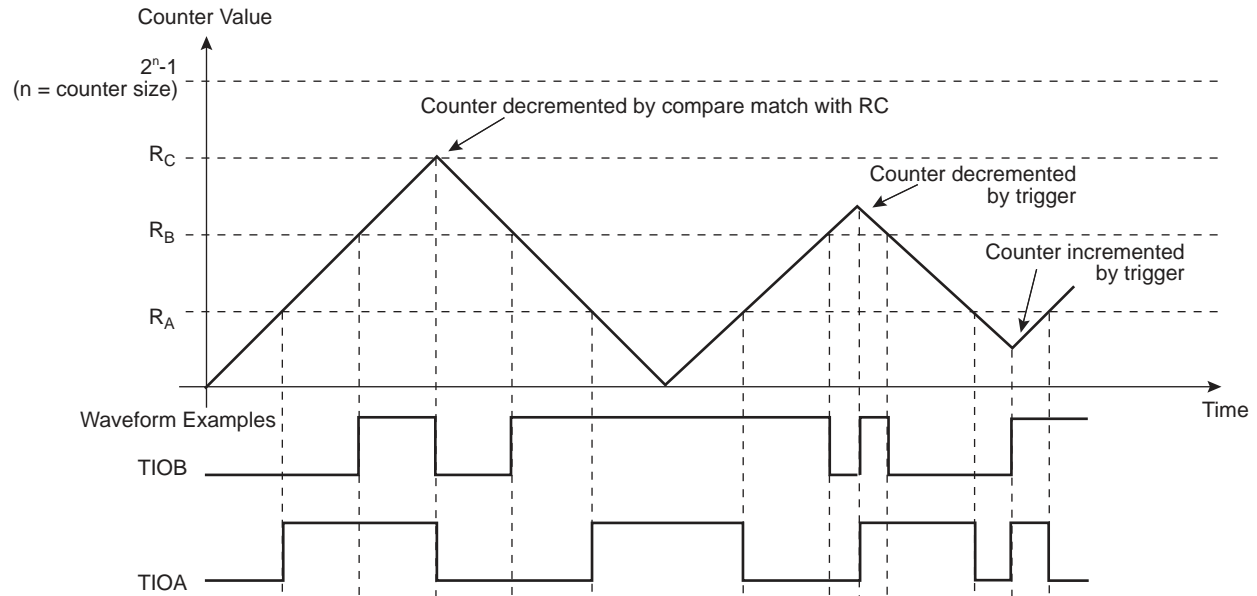 Counter Value
2ⁿ-1
(n = counter size)
Counter decremented by compare match with RC
R_C
Counter decremented
by trigger
R_B
Counter incremented
by trigger
R_A
Time
Waveform Examples
TIOB
TIOA